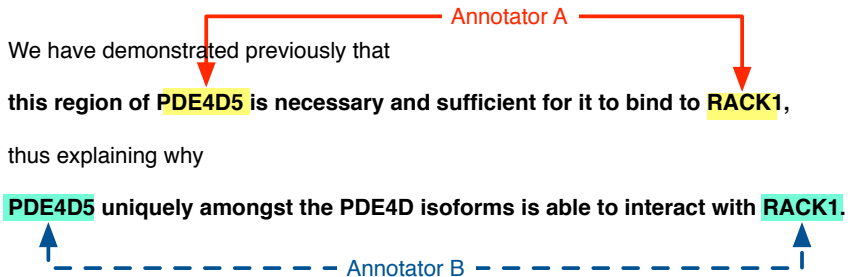 Annotator A
We have demonstrated previously that
this region of PDE4D5 is necessary and sufficient for it to bind to RACK1,
thus explaining why
PDE4D5 uniquely amongst the PDE4D isoforms is able to interact with RACK1.
Annotator B